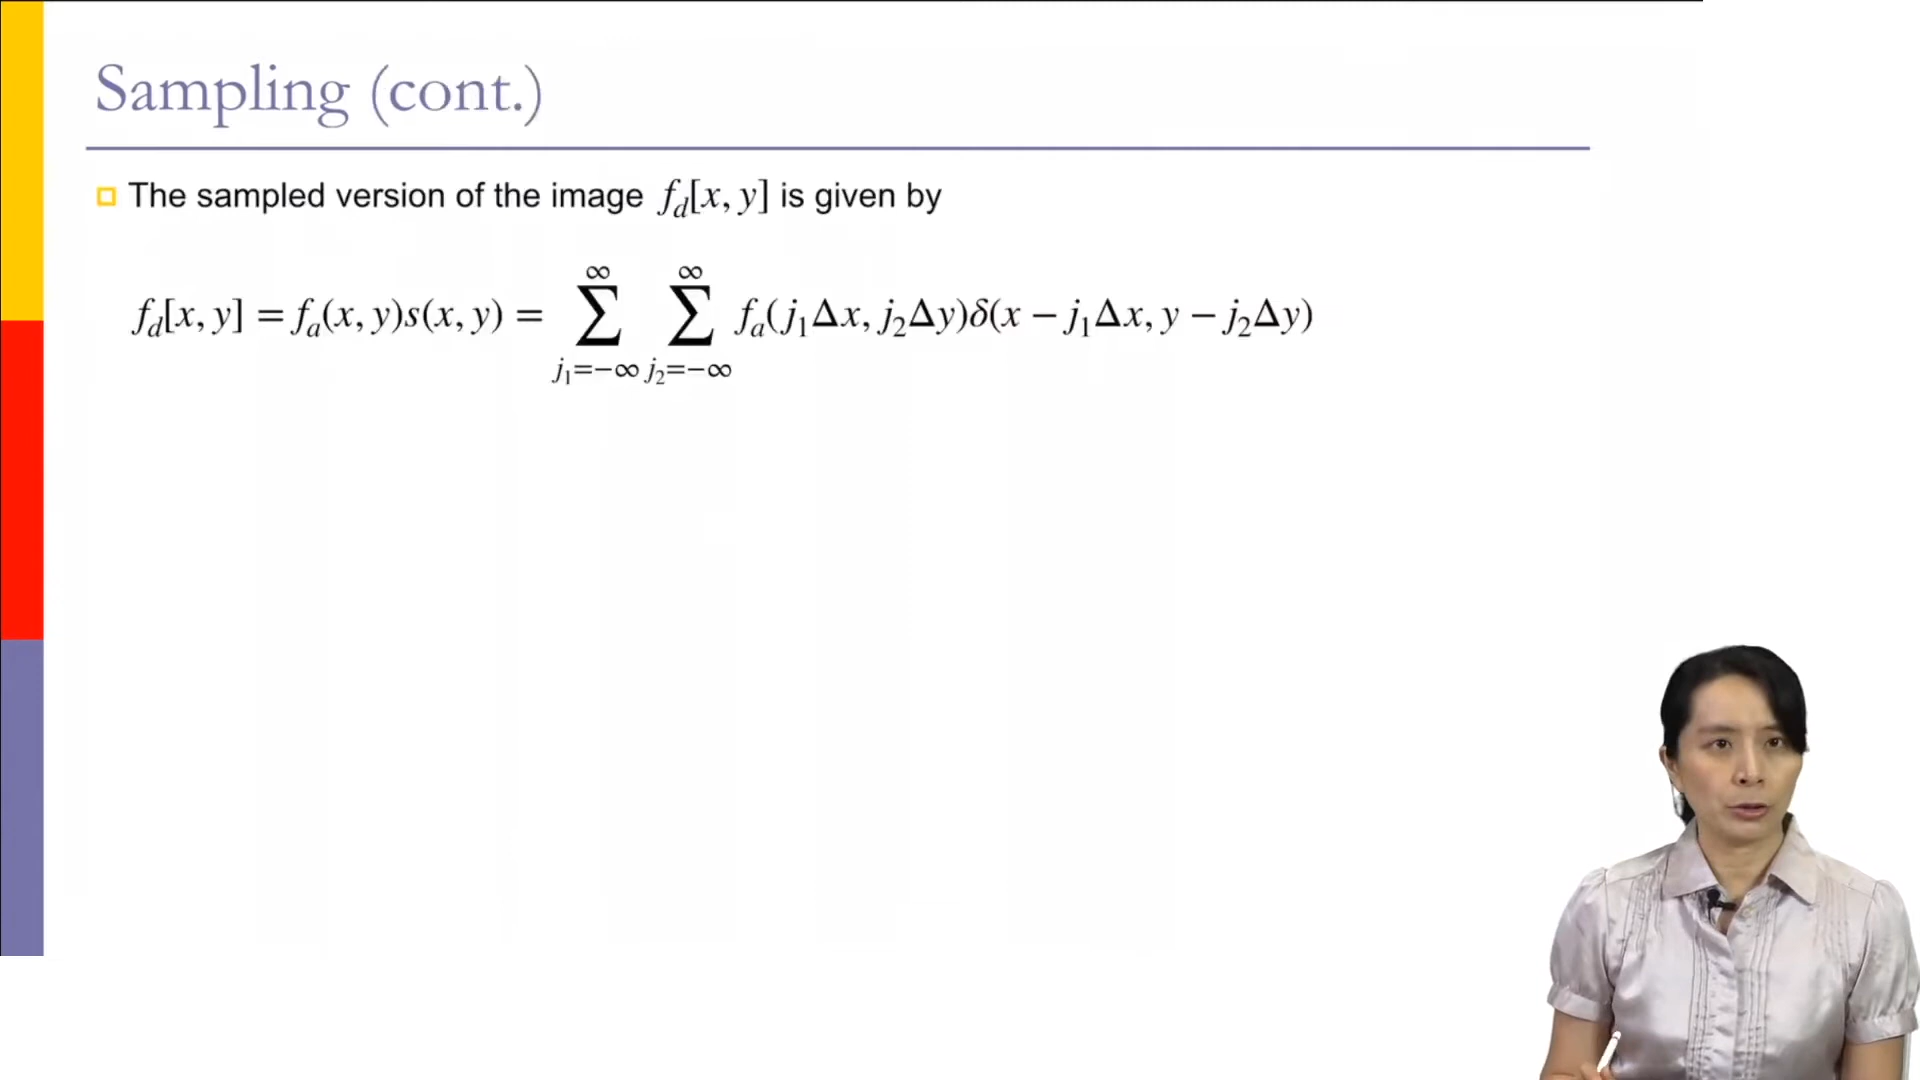 Sampling (cont.)
The sampled version of the image f_d[x, y] is given by
f_d[x, y] = f_a(x, y)s(x, y) = ∑_{j_1=−∞}^{∞} ∑_{j_2=−∞}^{∞} f_a(j_1Δx, j_2Δy)δ(x − j_1Δx, y − j_2Δy)